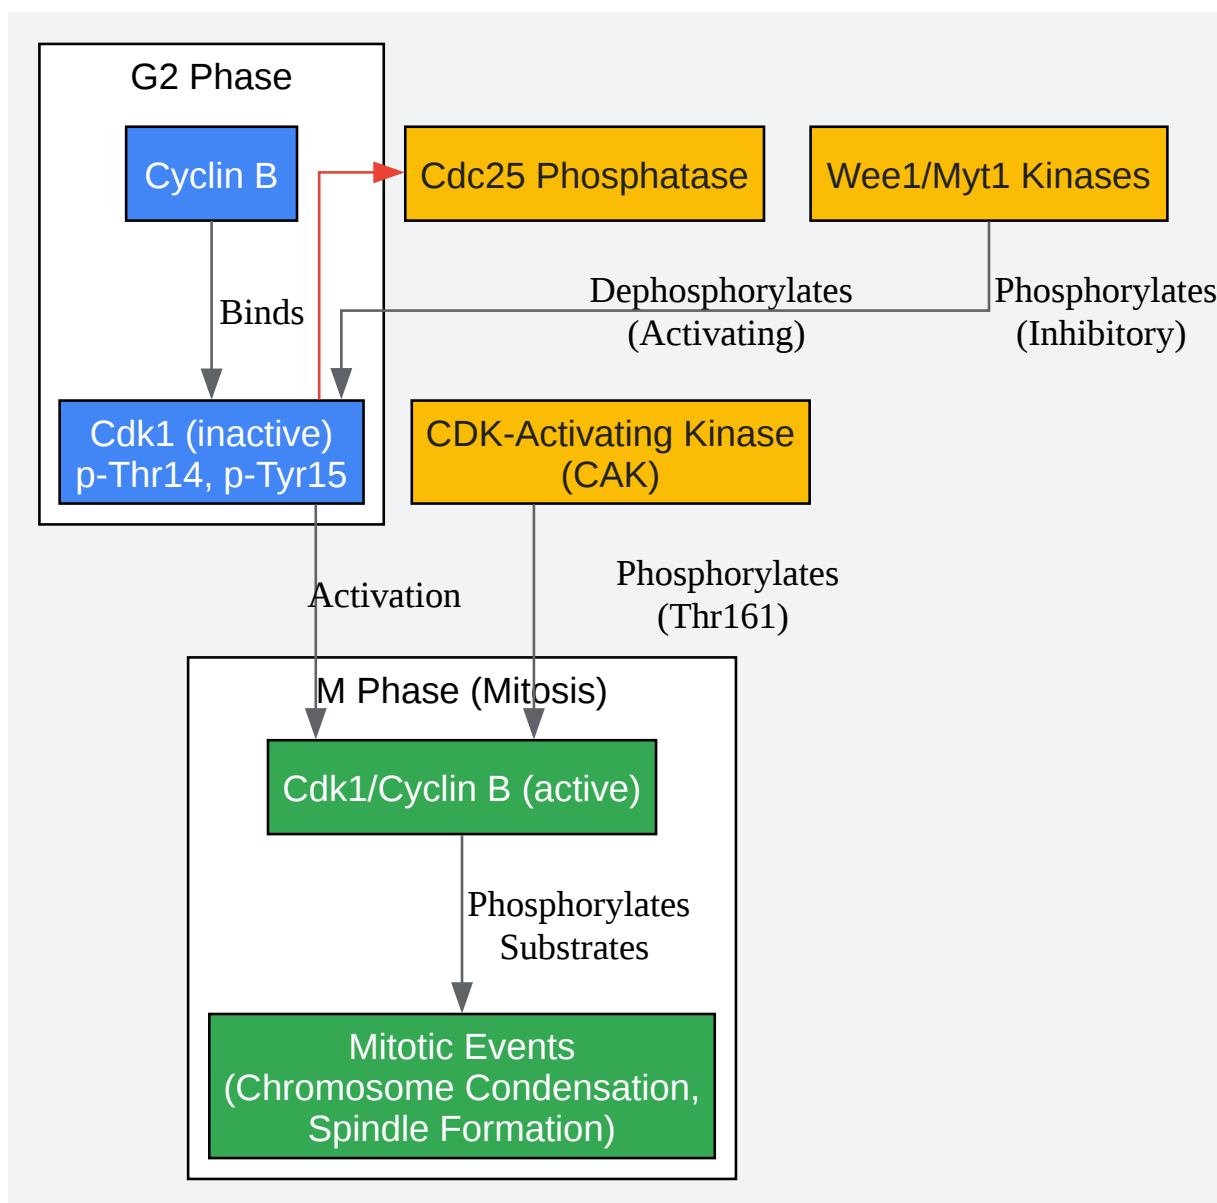 G2 Phase
Cyclin B
Cdc25 Phosphatase
Wee1/Myt1 Kinases
Binds
Dephosphorylates
(Activating)
Phosphorylates
(Inhibitory)
Cdk1 (inactive)
p-Thr14, p-Tyr15
CDK-Activating Kinase
(CAK)
Activation
Phosphorylates
(Thr161)
M Phase (Mitosis)
Cdk1/Cyclin B (active)
Phosphorylates
Substrates
Mitotic Events
(Chromosome Condensation,
Spindle Formation)